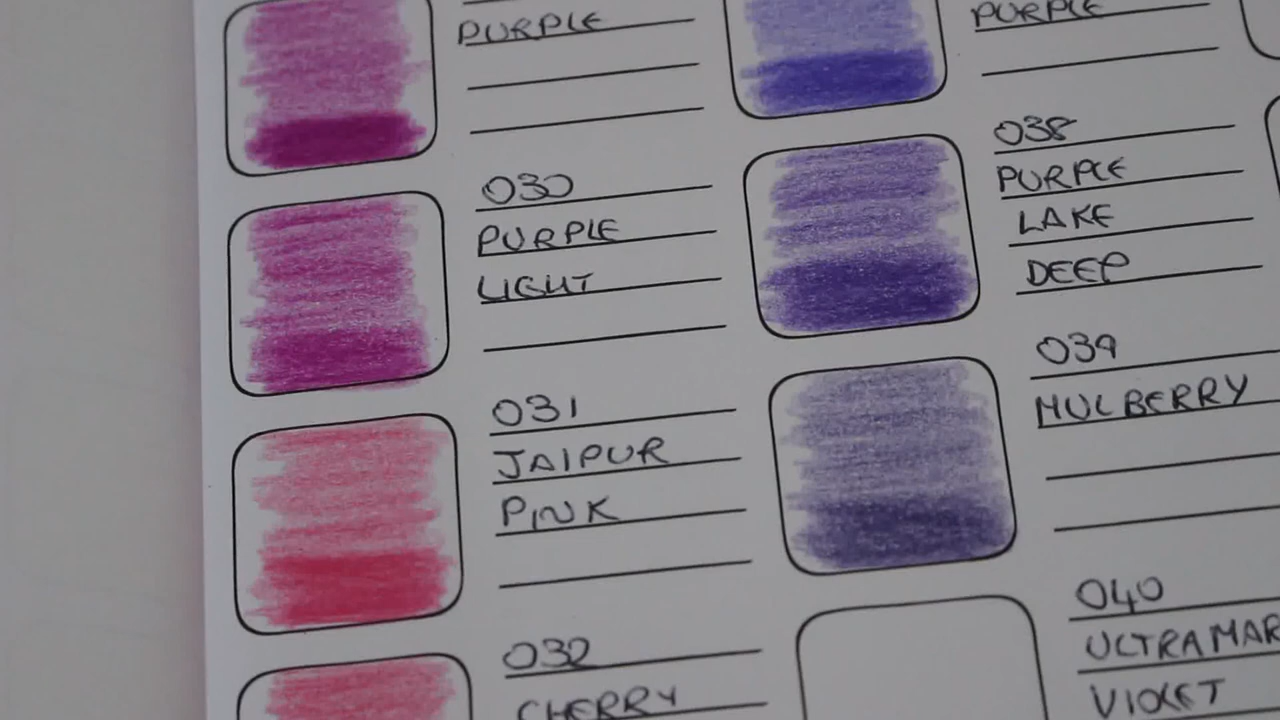 PURPLE
030
PURPLE
LIGHT
031
JAIPUR
PINK
032
CHERRY
PURPLE
038
PURPLE
LAKE
DEEP
039
MULBERRY
040
ULTRAMAR
VIOLET